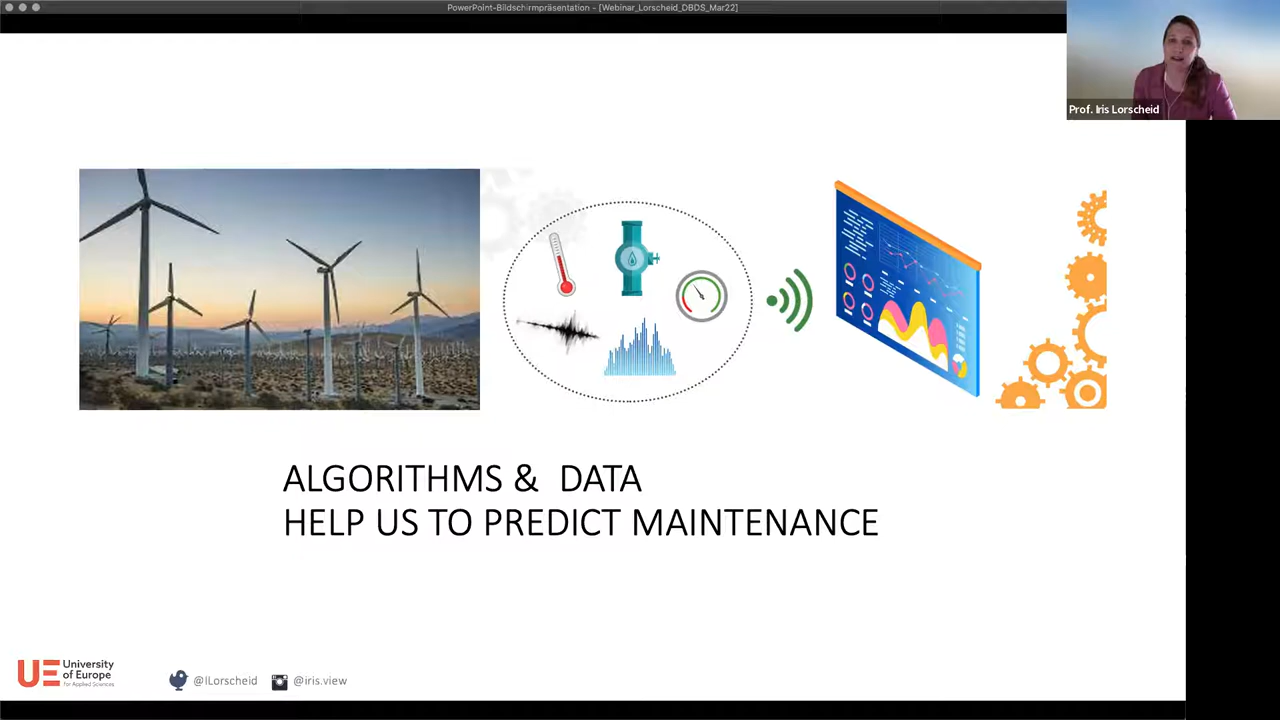 PowerPoint-Bildschirmpräsentation - [Webinar_Lorscheid_DBDS_Mar22]
Prof. Iris Lorscheid
ALGORITHMS & DATA
HELP US TO PREDICT MAINTENANCE
UE University
of Europe
for Applied Sciences
@ILorscheid @iris.view